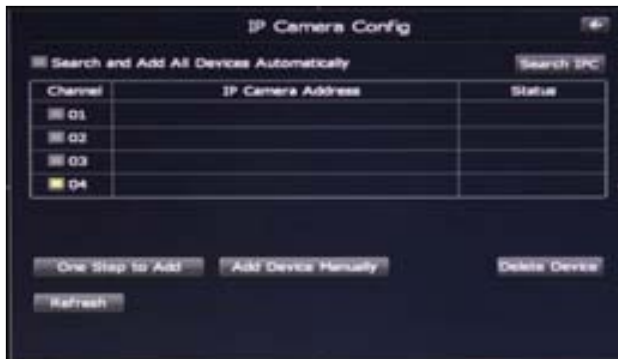 IP Camera Config
Search and Add All Devices Automatically
Search IPC
Channel IP Camera Address Status
01
02
03
04
One Step to Add Add Device Manually Delete Device
Refresh